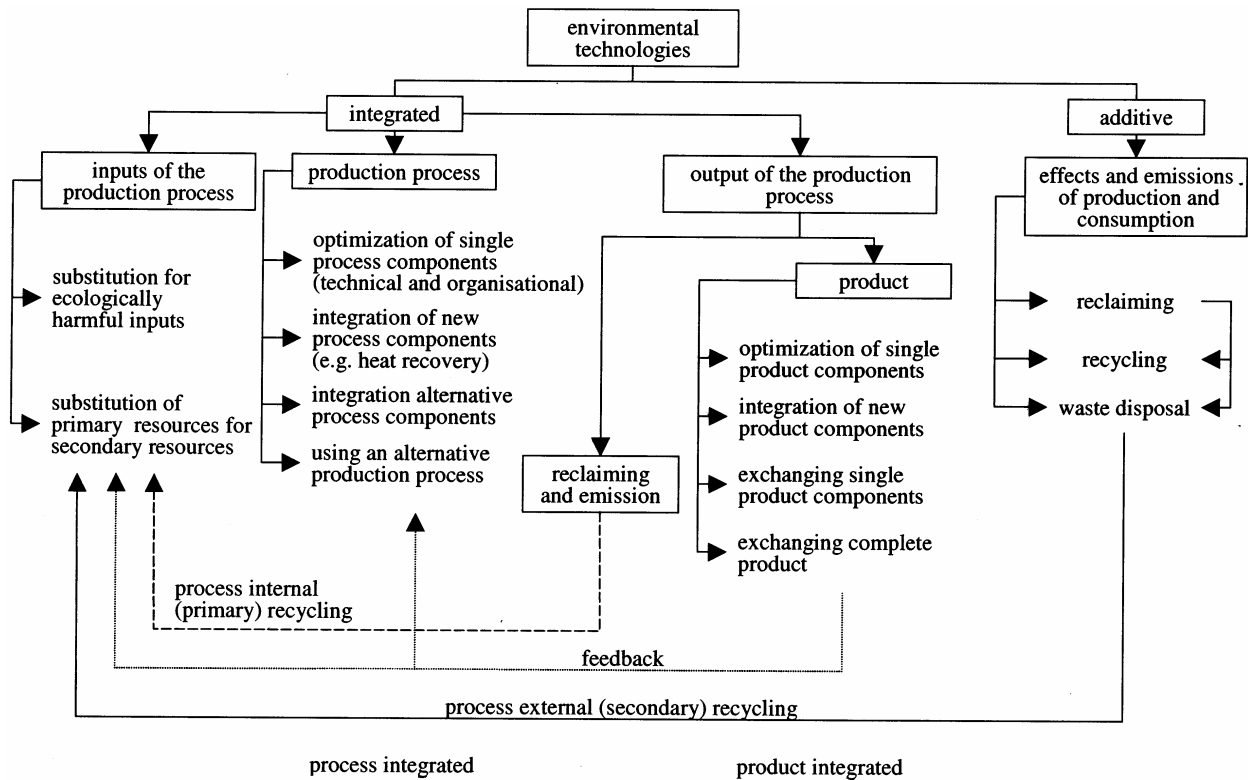 environmental
technologies
integrated
additive
inputs of the
production process
production process
output of the production
process
effects and emissions
of production and
consumption
optimization of single
process components
(technical and organisational)
substitution for
ecologically
harmful inputs
product
reclaiming
integration of new
process components
(e.g. heat recovery)
optimization of single
product components
recycling
substitution of
primary resources for
secondary resources
integration alternative
process components
integration of new
product components
waste disposal
using an alternative
production process
reclaiming
and emission
exchanging single
product components
exchanging complete
product
process internal
(primary) recycling
feedback
process external (secondary) recycling
process integrated
product integrated